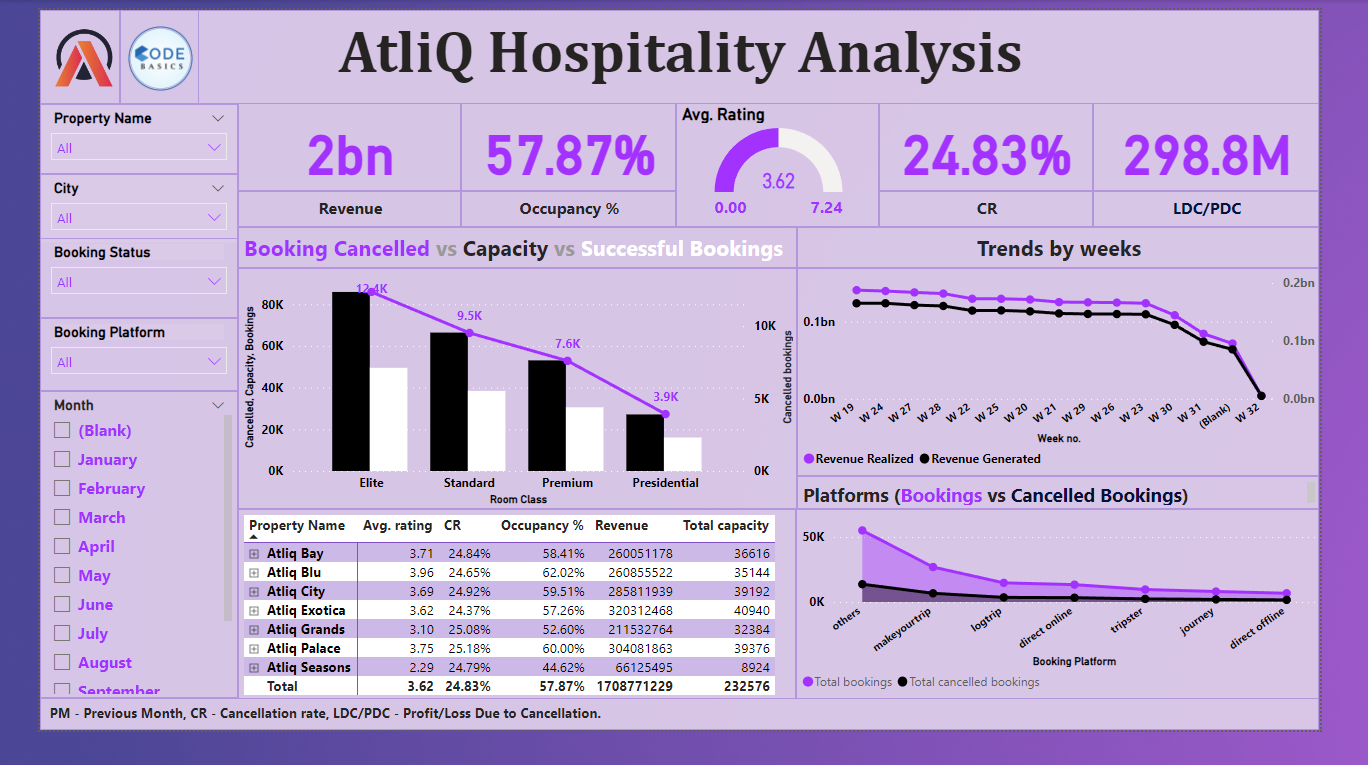 CODE
BASICS
AtliQ Hospitality Analysis
Property Name
All
City
All
Booking Status
All
Booking Platform
All
Month
(Blank)
January
February
March
April
May
June
July
August
September
2bn
Revenue
57.87%
Occupancy %
Avg. Rating
3.62
0.00 7.24
24.83%
CR
298.8M
LDC/PDC
Booking Cancelled vs Capacity vs Successful Bookings
Cancelled, Capacity, Bookings
80K
60K
40K
20K
0K
12.4K
9.5K
7.6K
3.9K
10K
5K
0K
Cancelled bookings
Elite Standard Premium Presidential
Room Class
Trends by weeks
0.1bn
0.0bn
0.2bn
0.1bn
0.0bn
W 19 W 24 W 27 W 28 W 22 W 25 W 20 W 21 W 29 W 26 W 23 W 30 W 31 (Blank) W 32
Week no.
Revenue Realized Revenue Generated
Property Name Avg. rating CR Occupancy % Revenue Total capacity
Atliq Bay 3.71 24.84% 58.41% 260051178 36616
Atliq Blu 3.96 24.65% 62.02% 260855522 35144
Atliq City 3.69 24.92% 59.51% 285811939 39192
Atliq Exotica 3.62 24.37% 57.26% 320312468 40940
Atliq Grands 3.10 25.08% 52.60% 211532764 32384
Atliq Palace 3.75 25.18% 60.00% 304081863 39376
Atliq Seasons 2.29 24.79% 44.62% 66125495 8924
Total 3.62 24.83% 57.87% 1708771229 232576
Platforms (Bookings vs Cancelled Bookings)
50K
0K
others makeyourtrip logtrip direct online tripster journey direct offline
Booking Platform
Total bookings Total cancelled bookings
PM - Previous Month, CR - Cancellation rate, LDC/PDC - Profit/Loss Due to Cancellation.